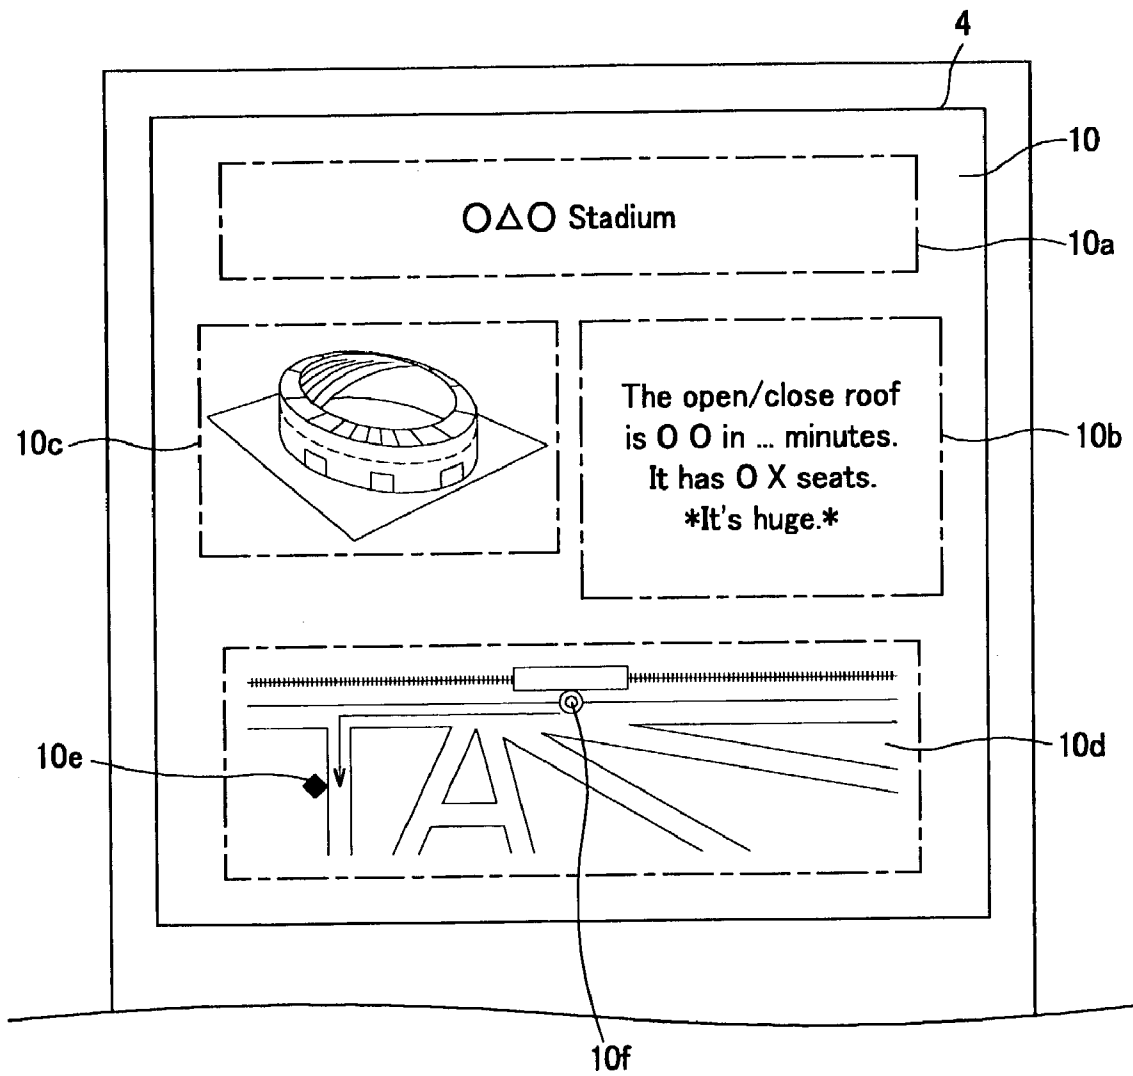 4
10
○△○ Stadium
10a
10c
The open/close roof
is O O in ... minutes.
It has O X seats.
*It's huge.*
10b
10e
10d
10f